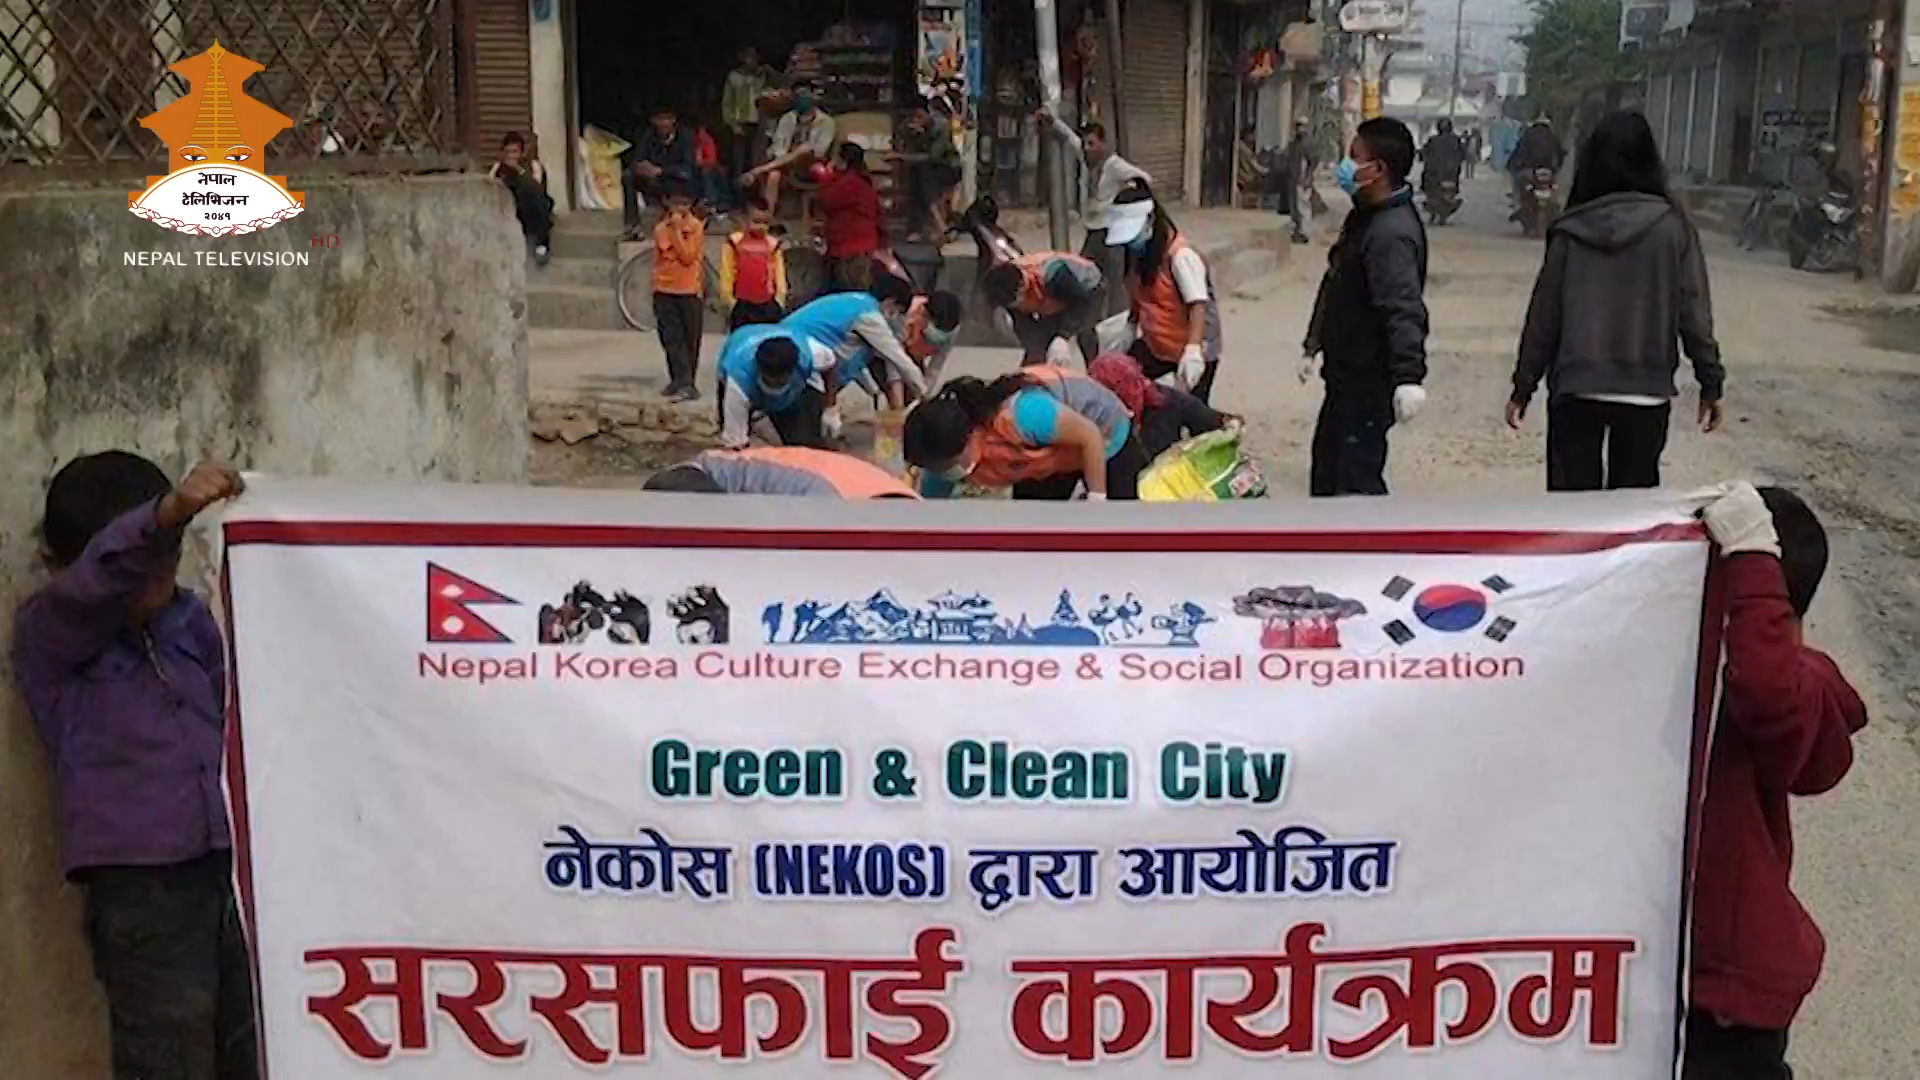 नेपाल
टेलिभिजन
२०४१
NEPAL TELEVISION
HD
Nepal Korea Culture Exchange & Social Organization
Green & Clean City
नेकोस (NEKOS) द्वारा आयोजित
सरसफाई कार्यक्रम